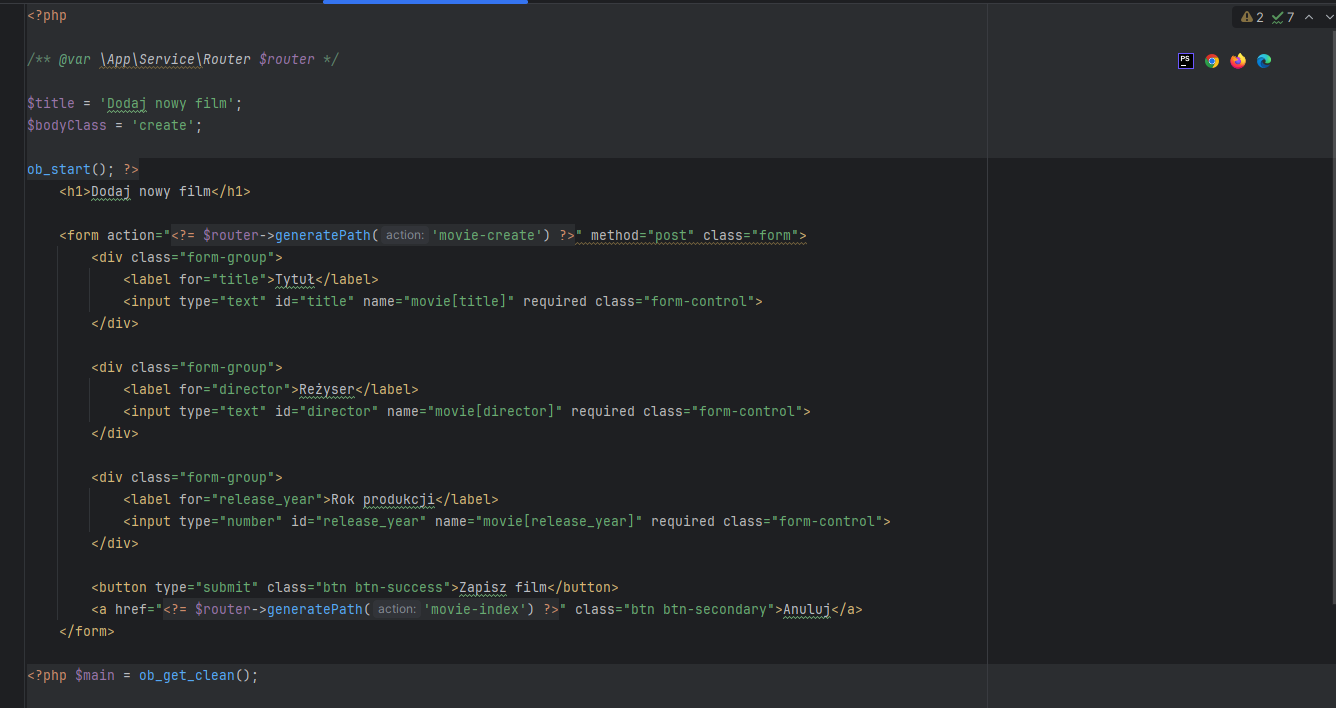 <?php
2 7
/** @var \App\Service\Router $router */
PS
$title = 'Dodaj nowy film';
$bodyClass = 'create';
ob_start(); ?>
<h1>Dodaj nowy film</h1>
<form action="<?= $router->generatePath( action: 'movie-create') ?>" method="post" class="form">
<div class="form-group">
<label for="title">Tytuł</label>
<input type="text" id="title" name="movie[title]" required class="form-control">
</div>
<div class="form-group">
<label for="director">Reżyser</label>
<input type="text" id="director" name="movie[director]" required class="form-control">
</div>
<div class="form-group">
<label for="release_year">Rok produkcji</label>
<input type="number" id="release_year" name="movie[release_year]" required class="form-control">
</div>
<button type="submit" class="btn btn-success">Zapisz film</button>
<a href="<?= $router->generatePath( action: 'movie-index') ?>" class="btn btn-secondary">Anuluj</a>
</form>
<?php $main = ob_get_clean();